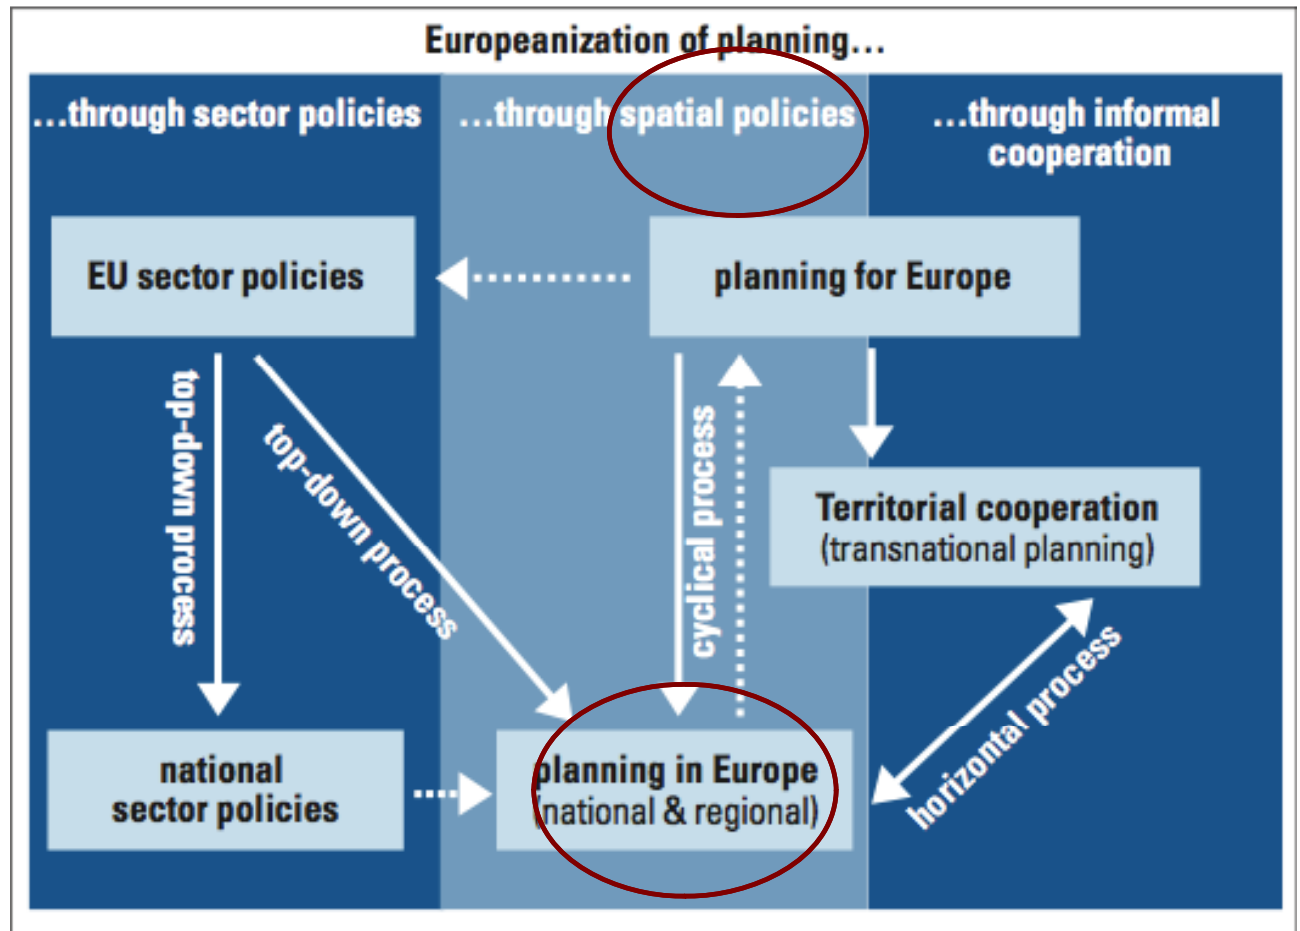 Europeanization of planning...
...through sector policies
...through spatial policies
...through informal
cooperation
EU sector policies
planning for Europe
top-down process
top-down process
cyclical process
Territorial cooperation
(transnational planning)
horizontal process
national
sector policies
planning in Europe
(national & regional)